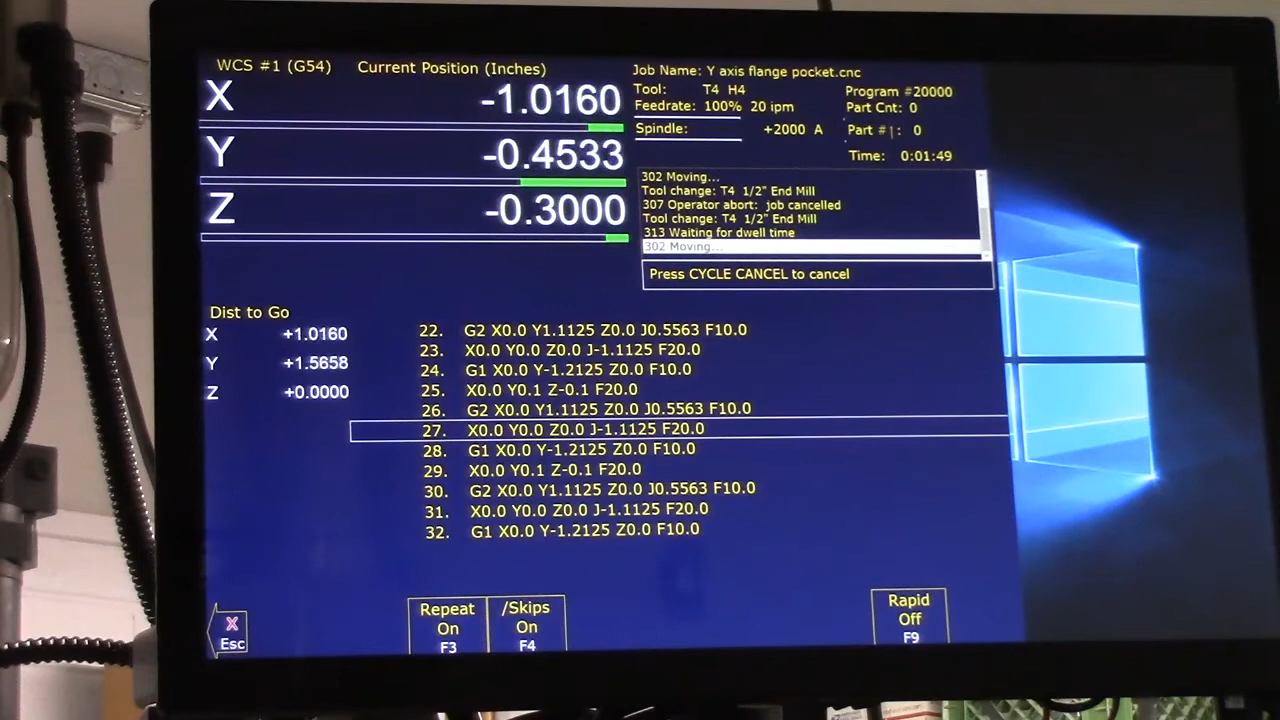 WCS #1 (G54) Current Position (Inches)
X -1.0160
Y -0.4533
Z -0.3000
Job Name: Y axis flange pocket.cnc
Tool: T4 H4 Program #20000
Feedrate: 100% 20 ipm Part Cnt: 0
Spindle: +2000 A Part #: 0
Time: 0:01:49
302 Moving...
Tool change: T4 1/2" End Mill
307 Operator abort: job cancelled
Tool change: T4 1/2" End Mill
313 Waiting for dwell time
302 Moving...
Press CYCLE CANCEL to cancel
Dist to Go
X +1.0160
Y +1.5658
Z +0.0000
22. G2 X0.0 Y1.1125 Z0.0 J0.5563 F10.0
23. X0.0 Y0.0 Z0.0 J-1.1125 F20.0
24. G1 X0.0 Y-1.2125 Z0.0 F10.0
25. X0.0 Y0.1 Z-0.1 F20.0
26. G2 X0.0 Y1.1125 Z0.0 J0.5563 F10.0
27. X0.0 Y0.0 Z0.0 J-1.1125 F20.0
28. G1 X0.0 Y-1.2125 Z0.0 F10.0
29. X0.0 Y0.1 Z-0.1 F20.0
30. G2 X0.0 Y1.1125 Z0.0 J0.5563 F10.0
31. X0.0 Y0.0 Z0.0 J-1.1125 F20.0
32. G1 X0.0 Y-1.2125 Z0.0 F10.0
X
Esc
Repeat
On
F3
/Skips
On
F4
Rapid
Off
F9